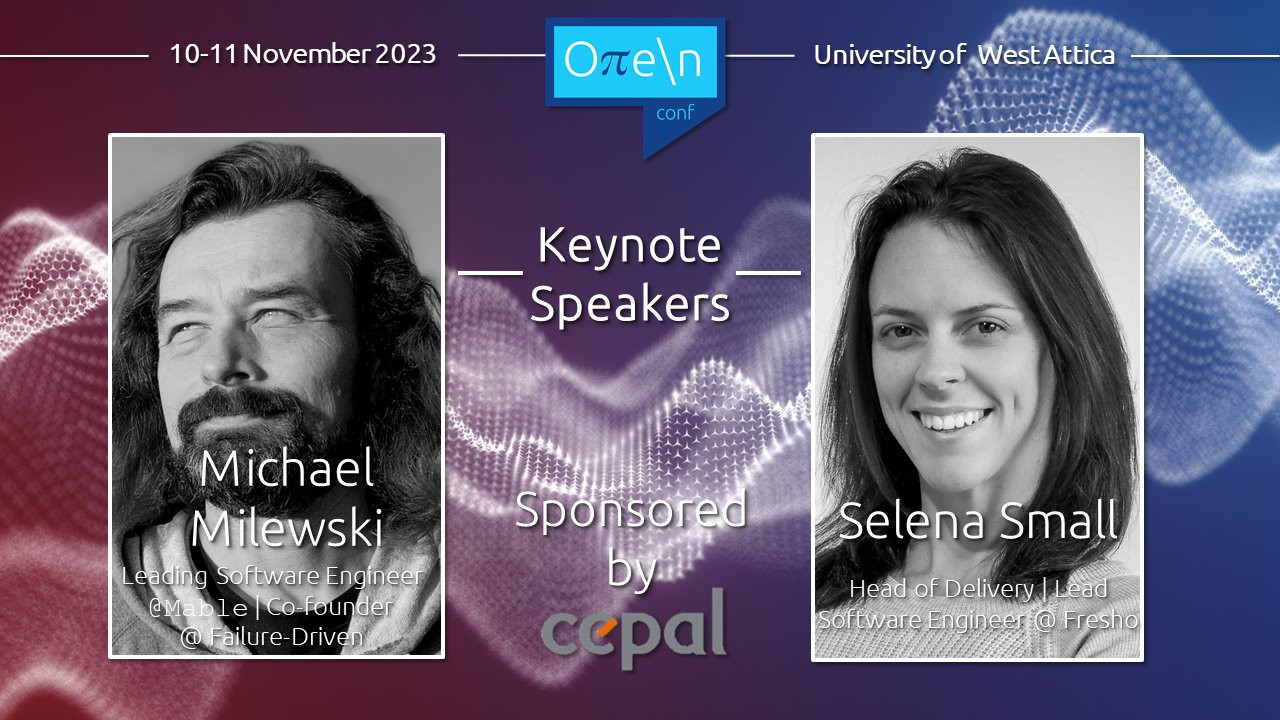 10-11 November 2023
Oπe\n
conf
University of West Attica
Keynote
Speakers
Michael
Milewski
Leading Software Engineer
@Mable | Co-founder
@ Failure-Driven
Sponsored
by
cepal
Selena Small
Head of Delivery | Lead
Software Engineer @ Fresho